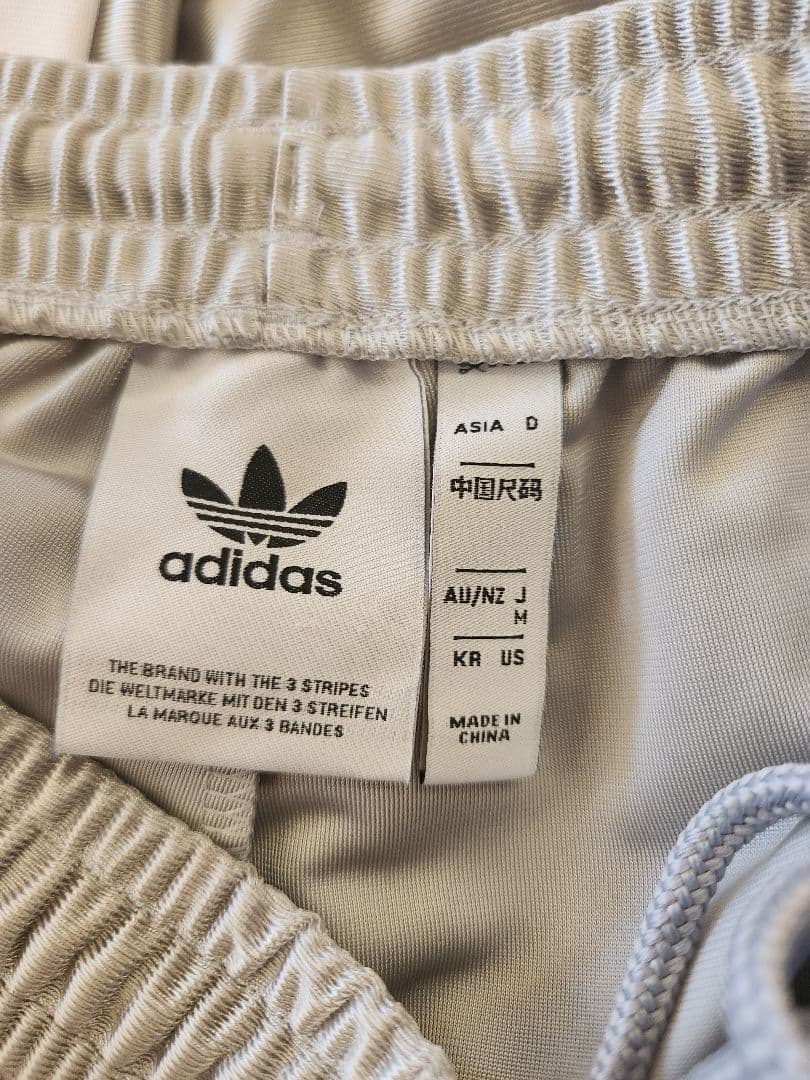 adidas
THE BRAND WITH THE 3 STRIPES
DIE WELTMARKE MIT DEN 3 STREIFEN
LA MARQUE AUX 3 BANDES
ASIA D
中国尺码
AU/NZ J
M
KR US
MADE IN
CHINA